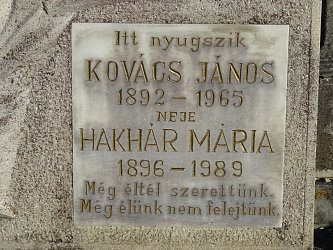 Itt nyugszik
KOVÁCS JÁNOS
1892 – 1965
NEJE
HAKHÁR MÁRIA
1896 – 1989
Még éltél szerettünk.
Még élünk nem felejtünk.